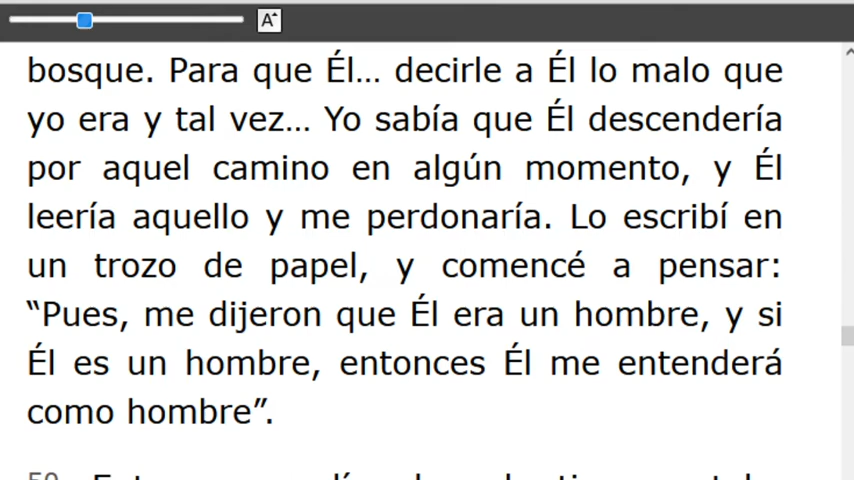 A
bosque. Para que Él… decirle a Él lo malo que
yo era y tal vez… Yo sabía que Él descendería
por aquel camino en algún momento, y Él
leería aquello y me perdonaría. Lo escribí en
un trozo de papel, y comencé a pensar:
“Pues, me dijeron que Él era un hombre, y si
Él es un hombre, entonces Él me entenderá
como hombre”.
50